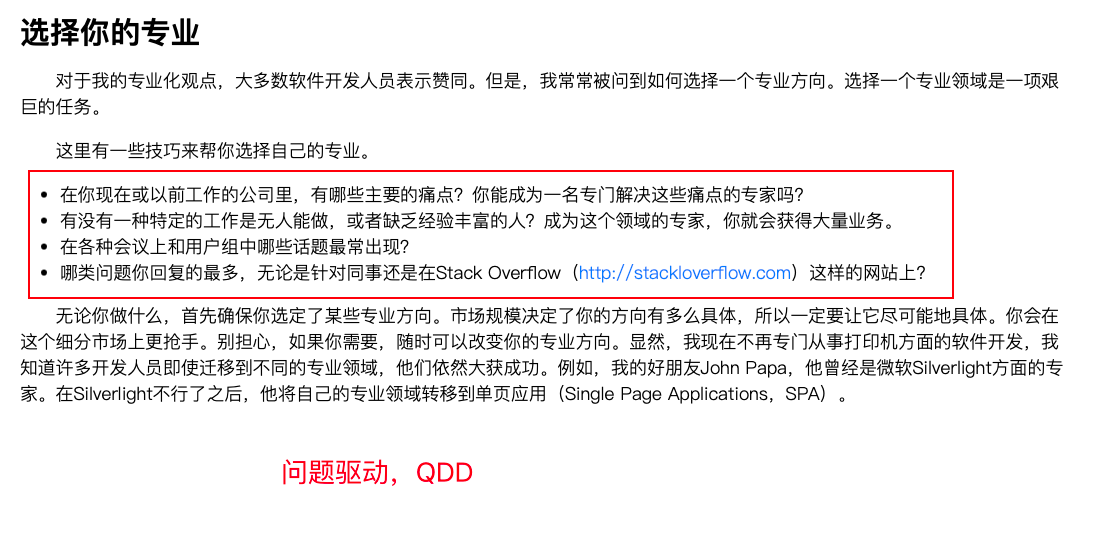 选择你的专业
对于我的专业化观点，大多数软件开发人员表示赞同。但是，我常常被问到如何选择一个专业方向。选择一个专业领域是一项艰
巨的任务。
这里有一些技巧来帮你选择自己的专业。
• 在你现在或以前工作的公司里，有哪些主要的痛点？你能成为一名专门解决这些痛点的专家吗？
• 有没有一种特定的工作是无人能做，或者缺乏经验丰富的人？成为这个领域的专家，你就会获得大量业务。
• 在各种会议上和用户组中哪些话题最常出现？
• 哪类问题你回复的最多，无论是针对同事还是在Stack Overflow（http://stackloverflow.com）这样的网站上？
无论你做什么，首先确保你选定了某些专业方向。市场规模决定了你的方向有多么具体，所以一定要让它尽可能地具体。你会在
这个细分市场上更抢手。别担心，如果你需要，随时可以改变你的专业方向。显然，我现在不再专门从事打印机方面的软件开发，我
知道许多开发人员即使迁移到不同的专业领域，他们依然大获成功。例如，我的好朋友John Papa，他曾经是微软Silverlight方面的专
家。在Silverlight不行了之后，他将自己的专业领域转移到单页应用（Single Page Applications，SPA）。
问题驱动，QDD